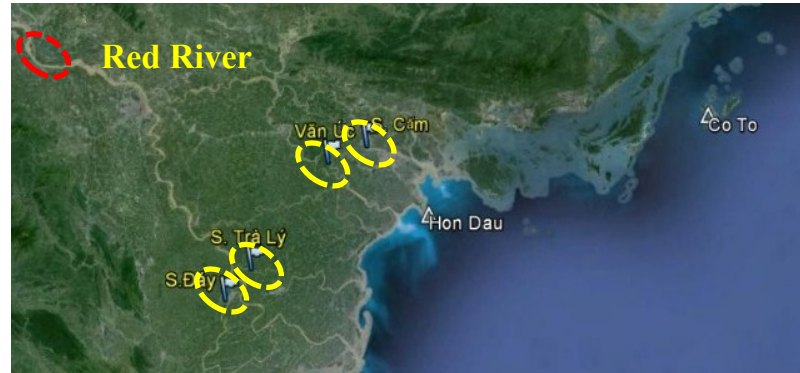 Red River
Văn Úc
S. Cấm
Co To
Hon Dau
S. Trà Lý
S.Đáy